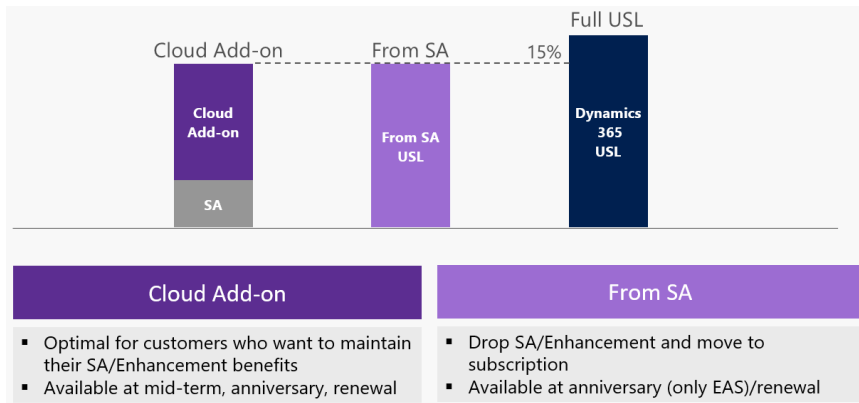 Full USL
Cloud Add-on
From SA
15%
Cloud
Add-on
SA
From SA
USL
Dynamics
365
USL
Cloud Add-on
▪ Optimal for customers who want to maintain
their SA/Enhancement benefits
▪ Available at mid-term, anniversary, renewal
From SA
▪ Drop SA/Enhancement and move to
subscription
▪ Available at anniversary (only EAS)/renewal